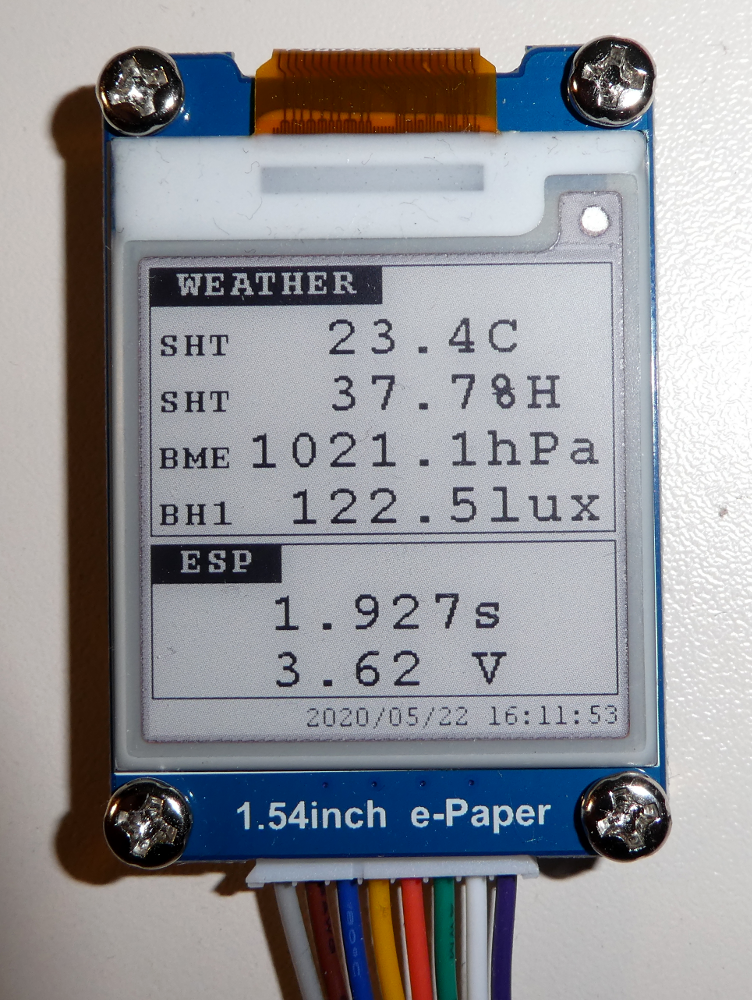 WEATHER
SHT 23.4C
SHT 37.7%H
BME 1021.1hPa
BH1 122.5lux
ESP
1.927s
3.62 V
2020/05/22 16:11:53
1.54inch e-Paper